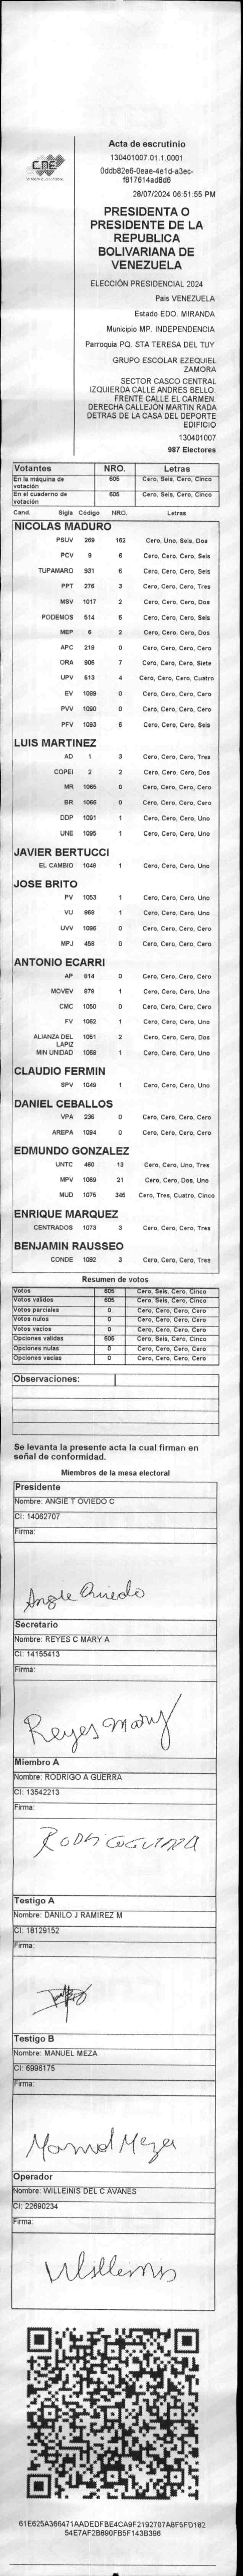 CNE
Acta de escrutinio
130401007.01.1.0001
0ddb82e6-0eae-4e1d-a3ec-
f817614ad8d6
28/07/2024 06:51:55 PM
PRESIDENTA O
PRESIDENTE DE LA
REPUBLICA
BOLIVARIANA DE
VENEZUELA
ELECCIÓN PRESIDENCIAL 2024
Pais VENEZUELA
Estado EDO. MIRANDA
Municipio MP. INDEPENDENCIA
Parroquia PQ. STA TERESA DEL TUY
GRUPO ESCOLAR EZEQUIEL
ZAMORA
SECTOR CASCO CENTRAL
IZQUIERDA CALLE ANDRES BELLO.
FRENTE CALLE EL CARMEN.
DERECHA CALLEJÓN MARTIN RADA
DETRAS DE LA CASA DEL DEPORTE
EDIFICIO
130401007
987 Electores
Votantes NRO. Letras
En la máquina de votación 605 Cero, Seis, Cero, Cinco
En el cuaderno de votación 605 Cero, Seis, Cero, Cinco
Cand. Sigla Código NRO. Letras
NICOLAS MADURO
PSUV 269 162 Cero, Uno, Seis, Dos
PCV 9 6 Cero, Cero, Cero, Seis
TUPAMARO 931 6 Cero, Cero, Cero, Seis
PPT 276 3 Cero, Cero, Cero, Tres
MSV 1017 2 Cero, Cero, Cero, Dos
PODEMOS 514 6 Cero, Cero, Cero, Seis
MEP 6 2 Cero, Cero, Cero, Dos
APC 219 0 Cero, Cero, Cero, Cero
ORA 906 7 Cero, Cero, Cero, Siete
UPV 513 4 Cero, Cero, Cero, Cuatro
EV 1089 0 Cero, Cero, Cero, Cero
PVV 1090 0 Cero, Cero, Cero, Cero
PFV 1093 6 Cero, Cero, Cero, Seis
LUIS MARTINEZ
AD 1 3 Cero, Cero, Cero, Tres
COPEI 2 2 Cero, Cero, Cero, Dos
MR 1065 0 Cero, Cero, Cero, Cero
BR 1066 0 Cero, Cero, Cero, Cero
DDP 1091 1 Cero, Cero, Cero, Uno
UNE 1095 1 Cero, Cero, Cero, Uno
JAVIER BERTUCCI
EL CAMBIO 1048 1 Cero, Cero, Cero, Uno
JOSE BRITO
PV 1053 1 Cero, Cero, Cero, Uno
VU 868 1 Cero, Cero, Cero, Uno
UVV 1096 0 Cero, Cero, Cero, Cero
MPJ 458 0 Cero, Cero, Cero, Cero
ANTONIO ECARRI
AP 814 0 Cero, Cero, Cero, Cero
MOVEV 878 1 Cero, Cero, Cero, Uno
CMC 1050 0 Cero, Cero, Cero, Cero
FV 1062 1 Cero, Cero, Cero, Uno
ALIANZA DEL LAPIZ 1051 2 Cero, Cero, Cero, Dos
MIN UNIDAD 1058 1 Cero, Cero, Cero, Uno
CLAUDIO FERMIN
SPV 1049 1 Cero, Cero, Cero, Uno
DANIEL CEBALLOS
VPA 236 0 Cero, Cero, Cero, Cero
AREPA 1094 0 Cero, Cero, Cero, Cero
EDMUNDO GONZALEZ
UNTC 460 13 Cero, Cero, Uno, Tres
MPV 1069 21 Cero, Cero, Dos, Uno
MUD 1075 345 Cero, Tres, Cuatro, Cinco
ENRIQUE MARQUEZ
CENTRADOS 1073 3 Cero, Cero, Cero, Tres
BENJAMIN RAUSSEO
CONDE 1092 3 Cero, Cero, Cero, Tres
Resumen de votos
Votos 605 Cero, Seis, Cero, Cinco
Votos validos 605 Cero, Seis, Cero, Cinco
Votos parciales 0 Cero, Cero, Cero, Cero
Votos nulos 0 Cero, Cero, Cero, Cero
Votos vacios 0 Cero, Cero, Cero, Cero
Opciones validas 605 Cero, Seis, Cero, Cinco
Opciones nulas 0 Cero, Cero, Cero, Cero
Opciones vacias 0 Cero, Cero, Cero, Cero
Observaciones:
Se levanta la presente acta la cual firman en
señal de conformidad.
Miembros de la mesa electoral
Presidente
Nombre: ANGIE T OVIEDO C
CI: 14062707
Firma:
Angie Oviedo
Secretario
Nombre: REYES C MARY A
CI: 14155413
Firma:
Reyes Mary
Miembro A
Nombre: RODRIGO A GUERRA
CI: 13542213
Firma:
Testigo A
Nombre: DANILO J RAMIREZ M
CI: 18129152
Firma:
Testigo B
Nombre: MANUEL MEZA
CI: 6996175
Firma:
Manuel Meza
Operador
Nombre: WILLEINIS DEL C AVANES
CI: 22690234
Firma:
Willeinis
61E625A366471AADEDFBE4CA9F2192707A8F5FD182
54E7AF2B890FB5F143B396